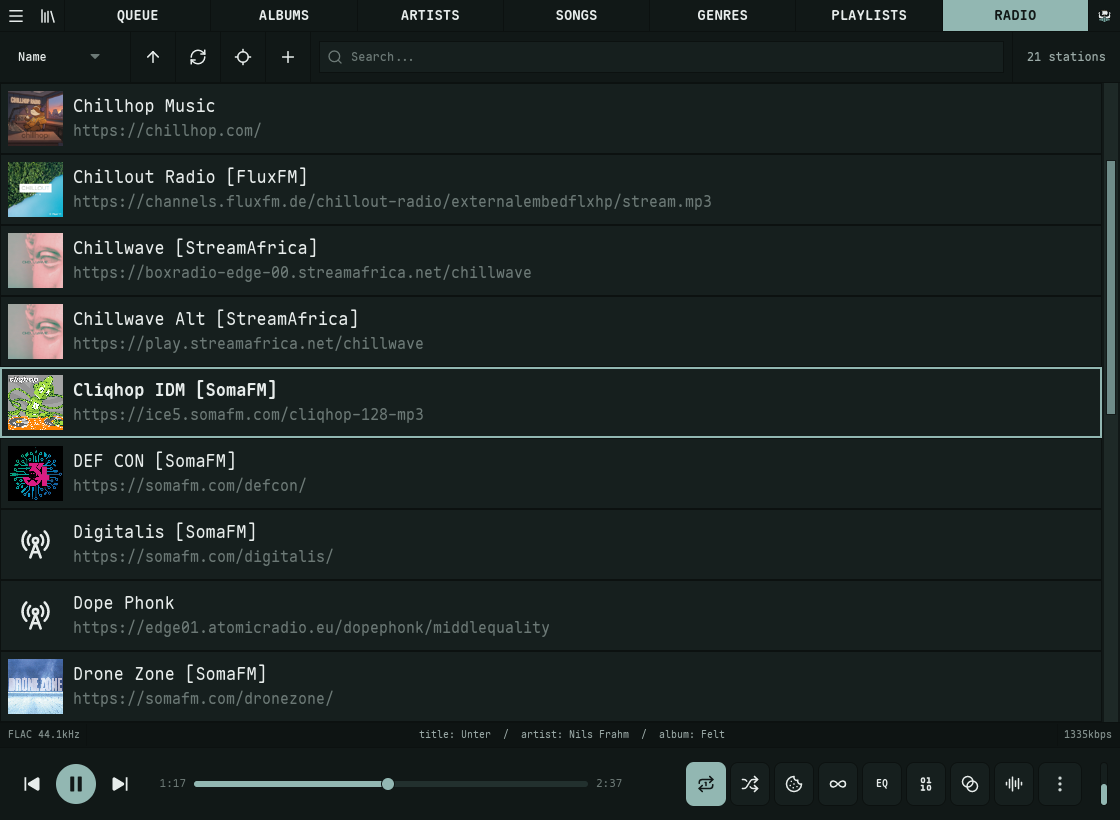 QUEUE ALBUMS ARTISTS SONGS GENRES PLAYLISTS RADIO
Name Search... 21 stations
Chillhop Music
https://chillhop.com/
Chillout Radio [FluxFM]
https://channels.fluxfm.de/chillout-radio/externalembedflxhp/stream.mp3
Chillwave [StreamAfrica]
https://boxradio-edge-00.streamafrica.net/chillwave
Chillwave Alt [StreamAfrica]
https://play.streamafrica.net/chillwave
Cliqhop IDM [SomaFM]
https://ice5.somafm.com/cliqhop-128-mp3
DEF CON [SomaFM]
https://somafm.com/defcon/
Digitalis [SomaFM]
https://somafm.com/digitalis/
Dope Phonk
https://edge01.atomicradio.eu/dopephonk/middlequality
DRONE ZONE
Drone Zone [SomaFM]
https://somafm.com/dronezone/
FLAC 44.1kHz title: Unter / artist: Nils Frahm / album: Felt 1335kbps
1:17 2:37 EQ 01
10